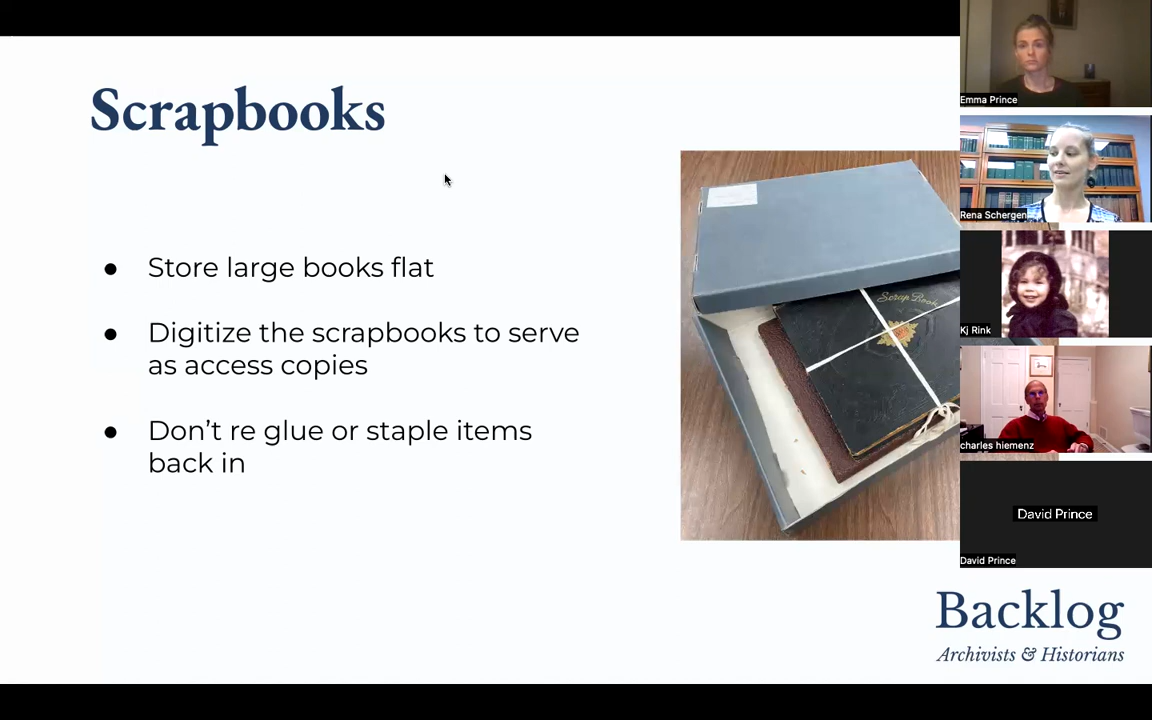 Scrapbooks
● Store large books flat
● Digitize the scrapbooks to serve
as access copies
● Don’t re glue or staple items
back in
Scrap Book
Emma Prince
Rena Schergen
Kj Rink
charles hiemenz
David Prince
David Prince
Backlog
Archivists & Historians